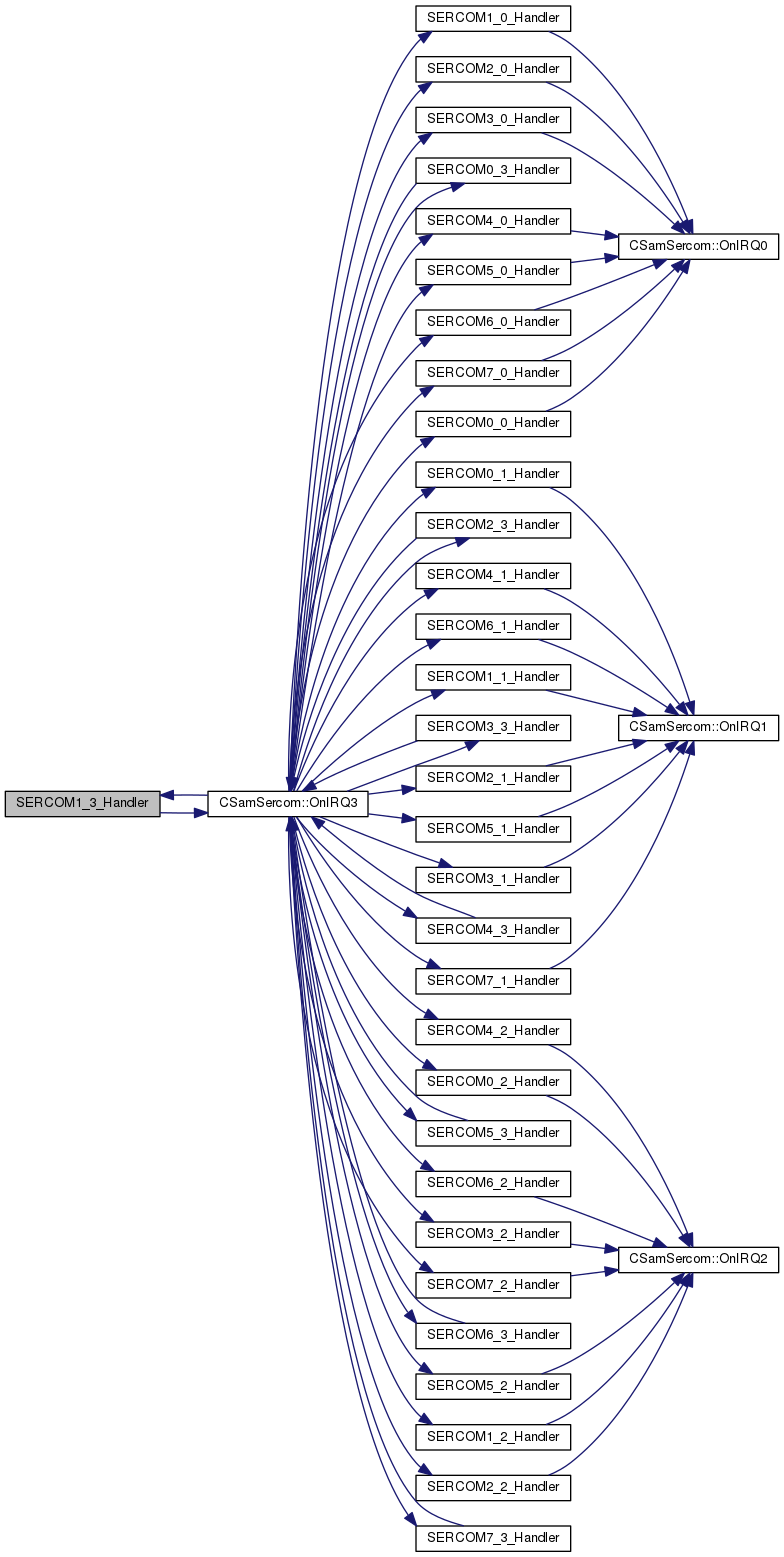 SERCOM1_0_Handler
SERCOM2_0_Handler
SERCOM3_0_Handler
SERCOM0_3_Handler
SERCOM4_0_Handler
CSamSercom::OnIRQ0
SERCOM5_0_Handler
SERCOM6_0_Handler
SERCOM7_0_Handler
SERCOM0_0_Handler
SERCOM0_1_Handler
SERCOM2_3_Handler
SERCOM4_1_Handler
SERCOM6_1_Handler
SERCOM1_1_Handler
SERCOM3_3_Handler
CSamSercom::OnIRQ1
SERCOM2_1_Handler
SERCOM1_3_Handler
CSamSercom::OnIRQ3
SERCOM5_1_Handler
SERCOM3_1_Handler
SERCOM4_3_Handler
SERCOM7_1_Handler
SERCOM4_2_Handler
SERCOM0_2_Handler
SERCOM5_3_Handler
SERCOM6_2_Handler
SERCOM3_2_Handler
CSamSercom::OnIRQ2
SERCOM7_2_Handler
SERCOM6_3_Handler
SERCOM5_2_Handler
SERCOM1_2_Handler
SERCOM2_2_Handler
SERCOM7_3_Handler